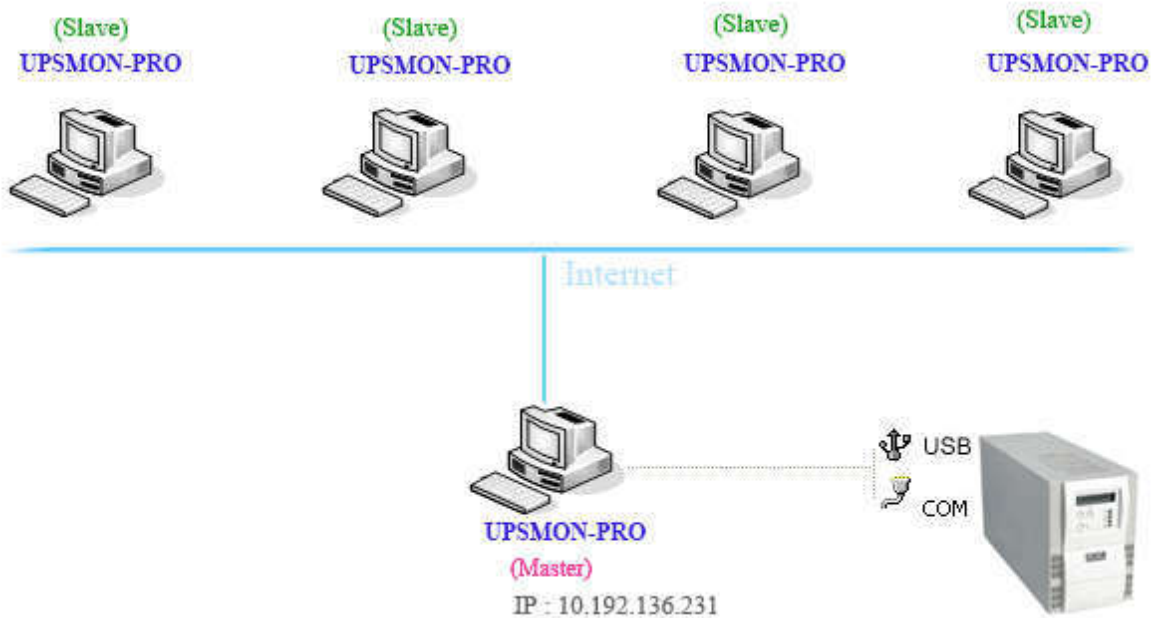 (Slave)
UPSMON-PRO
(Slave)
UPSMON-PRO
(Slave)
UPSMON-PRO
(Slave)
UPSMON-PRO
Internet
USB
COM
UPSMON-PRO
(Master)
IP : 10.192.136.231